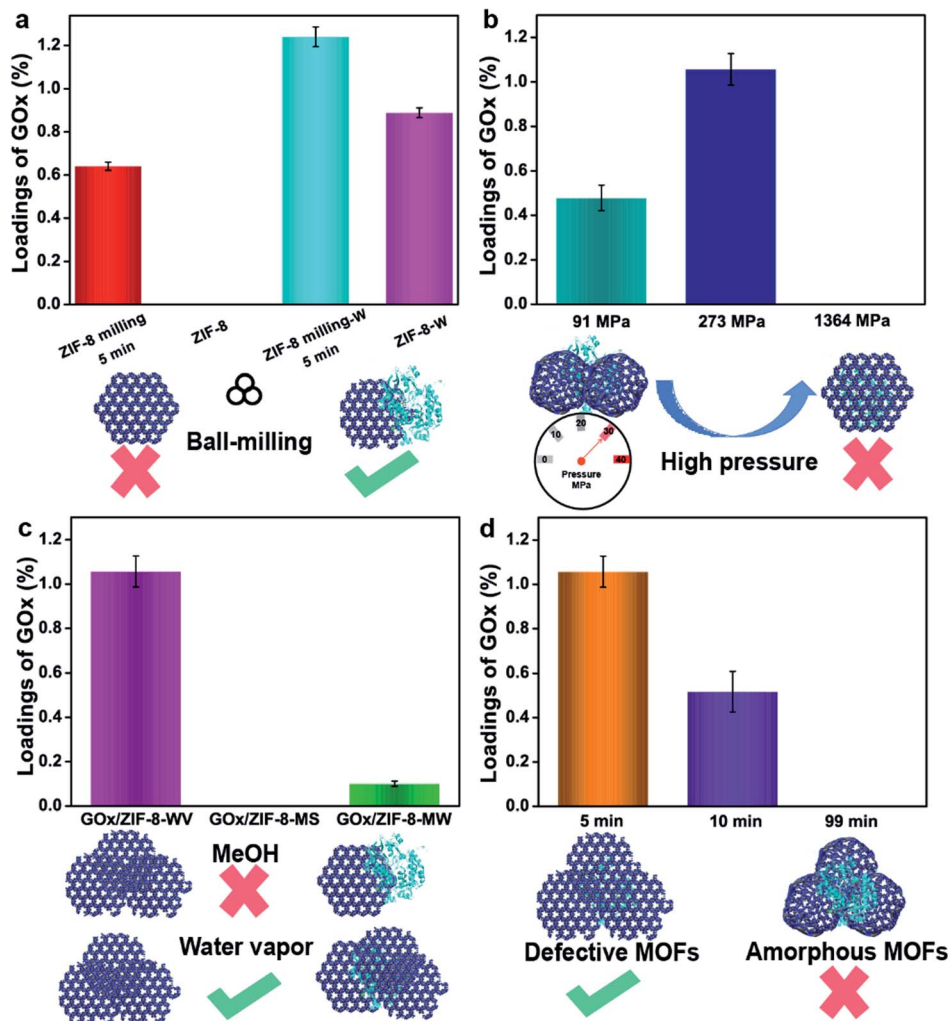 a
Loadings of GOx (%)
1.2
1.0
0.8
0.6
0.4
0.2
0.0
ZIF-8 milling
5 min
ZIF-8
ZIF-8 milling-W
5 min
ZIF-8-W
Ball-milling
b
Loadings of GOx (%)
1.2
1.0
0.8
0.6
0.4
0.2
0.0
91 MPa
273 MPa
1364 MPa
0
10
20
30
40
Pressure
MPa
High pressure
c
Loadings of GOx (%)
1.2
1.0
0.8
0.6
0.4
0.2
0.0
GOx/ZIF-8-WV
GOx/ZIF-8-MS
GOx/ZIF-8-MW
MeOH
Water vapor
d
Loadings of GOx (%)
1.2
1.0
0.8
0.6
0.4
0.2
0.0
5 min
10 min
99 min
Defective MOFs
Amorphous MOFs